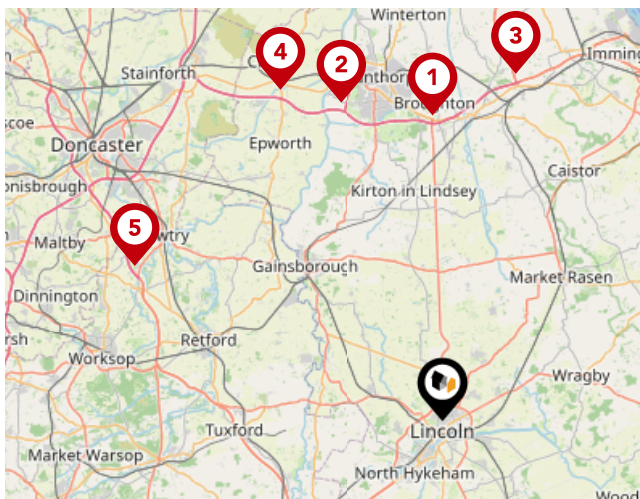 Winterton
3
4
Stainforth
2
1
Imming
Doncaster
Epworth
Caistor
Kirton in Lindsey
5
Maltby
Gainsborough
Market Rasen
Dinnington
Retford
Worksop
Wragby
Tuxford
Lincoln
Market Warsop
North Hykeham